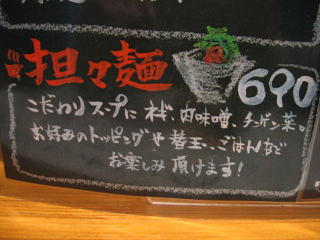 担々麺 690
こだわりスープに ネギ、肉味噌、チンゲン菜。
お好みのトッピングや替玉、ごはんなど
お楽しみ頂けます!